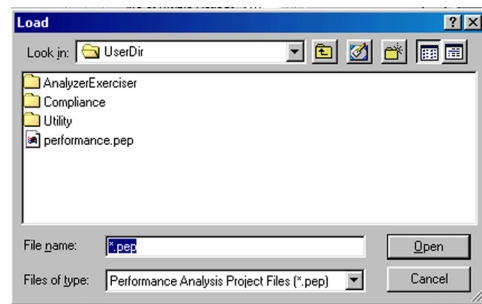 Load
Look in: UserDir
AnalyzerExerciser
Compliance
Utility
performance.pep
File name: *.pep
Open
Files of type: Performance Analysis Project Files (*.pep)
Cancel